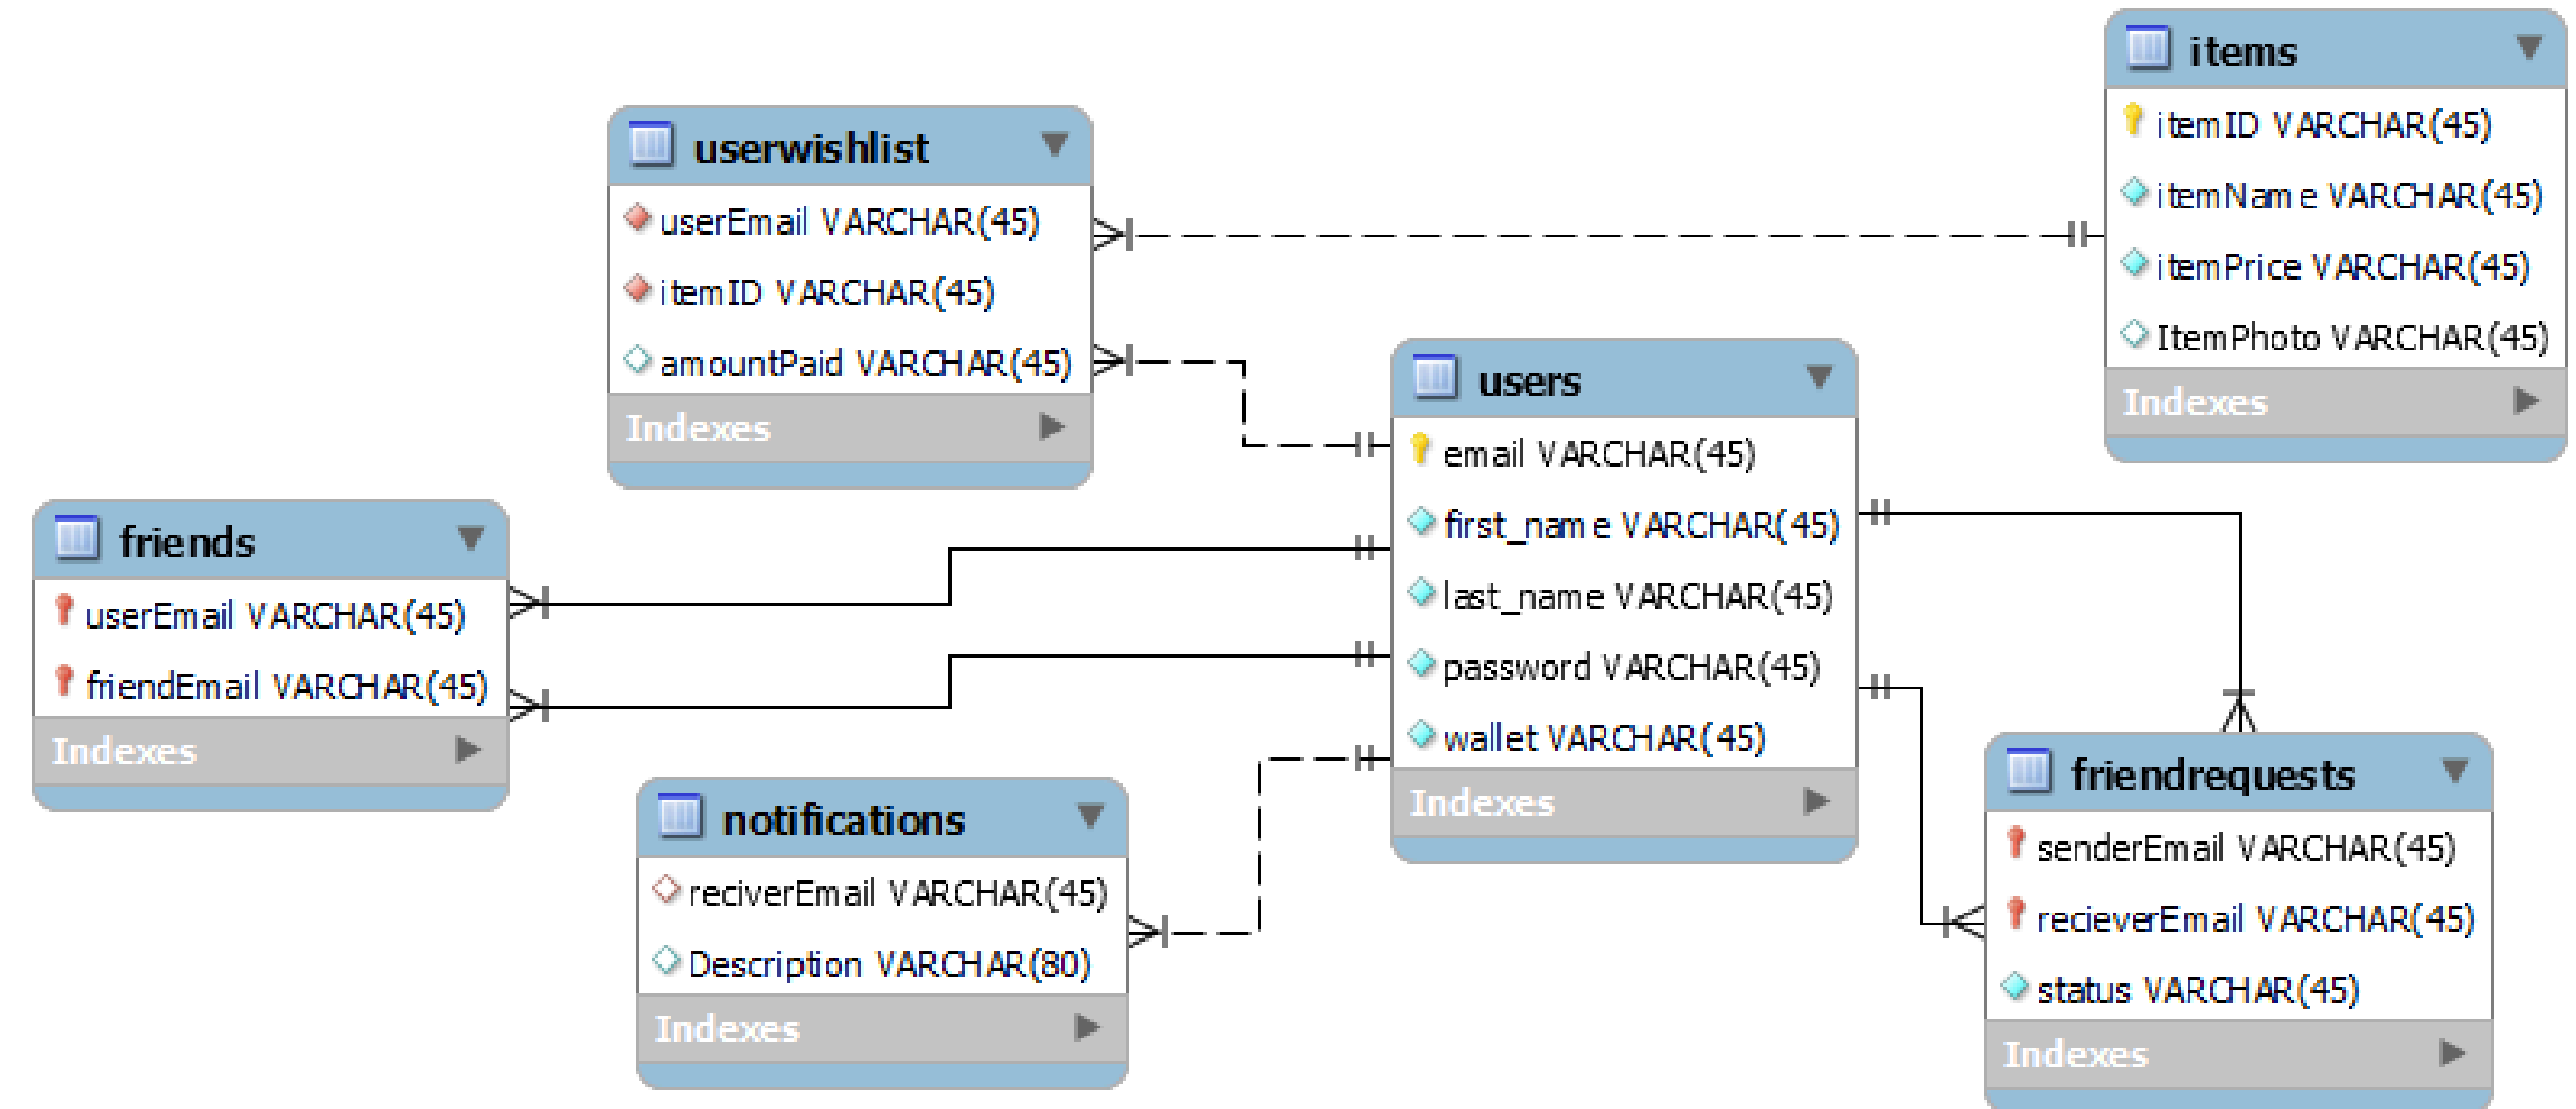 items
itemID VARCHAR(45)
itemName VARCHAR(45)
itemPrice VARCHAR(45)
ItemPhoto VARCHAR(45)
Indexes
userwishlist
userEmail VARCHAR(45)
itemID VARCHAR(45)
amountPaid VARCHAR(45)
Indexes
users
email VARCHAR(45)
first_name VARCHAR(45)
last_name VARCHAR(45)
password VARCHAR(45)
wallet VARCHAR(45)
Indexes
friends
userEmail VARCHAR(45)
friendEmail VARCHAR(45)
Indexes
notifications
reciverEmail VARCHAR(45)
Description VARCHAR(80)
Indexes
friendrequests
senderEmail VARCHAR(45)
recieverEmail VARCHAR(45)
status VARCHAR(45)
Indexes